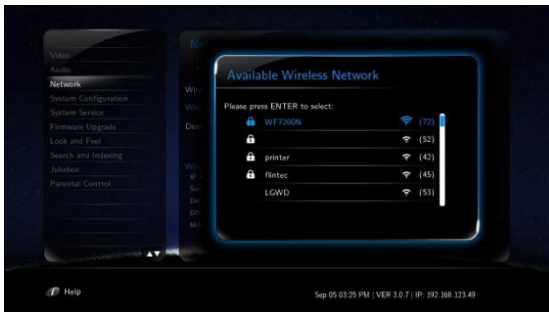 Video
Audio
Network
System Configuration
System Service
Firmware Upgrade
Look and Feel
Search and Indexing
Jukebox
Parental Control
Available Wireless Network
Please press ENTER to select:
WF7200N (72)
(52)
printer (42)
flintec (45)
LGWD (53)
Help
Sep 05 03:25 PM | VER 3.0.7 | IP: 192.168.123.49